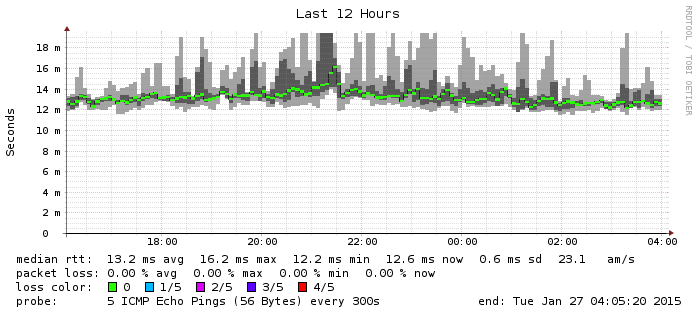 Last 12 Hours
RRDTOOL / TOBI OETIKER
Seconds
18 m
16 m
14 m
12 m
10 m
8 m
6 m
4 m
2 m
0
18:00 20:00 22:00 00:00 02:00 04:00
median rtt: 13.2 ms avg 16.2 ms max 12.2 ms min 12.6 ms now 0.6 ms sd 23.1 am/s
packet loss: 0.00 % avg 0.00 % max 0.00 % min 0.00 % now
loss color: 0 1/5 2/5 3/5 4/5
probe: 5 ICMP Echo Pings (56 Bytes) every 300s end: Tue Jan 27 04:05:20 2015